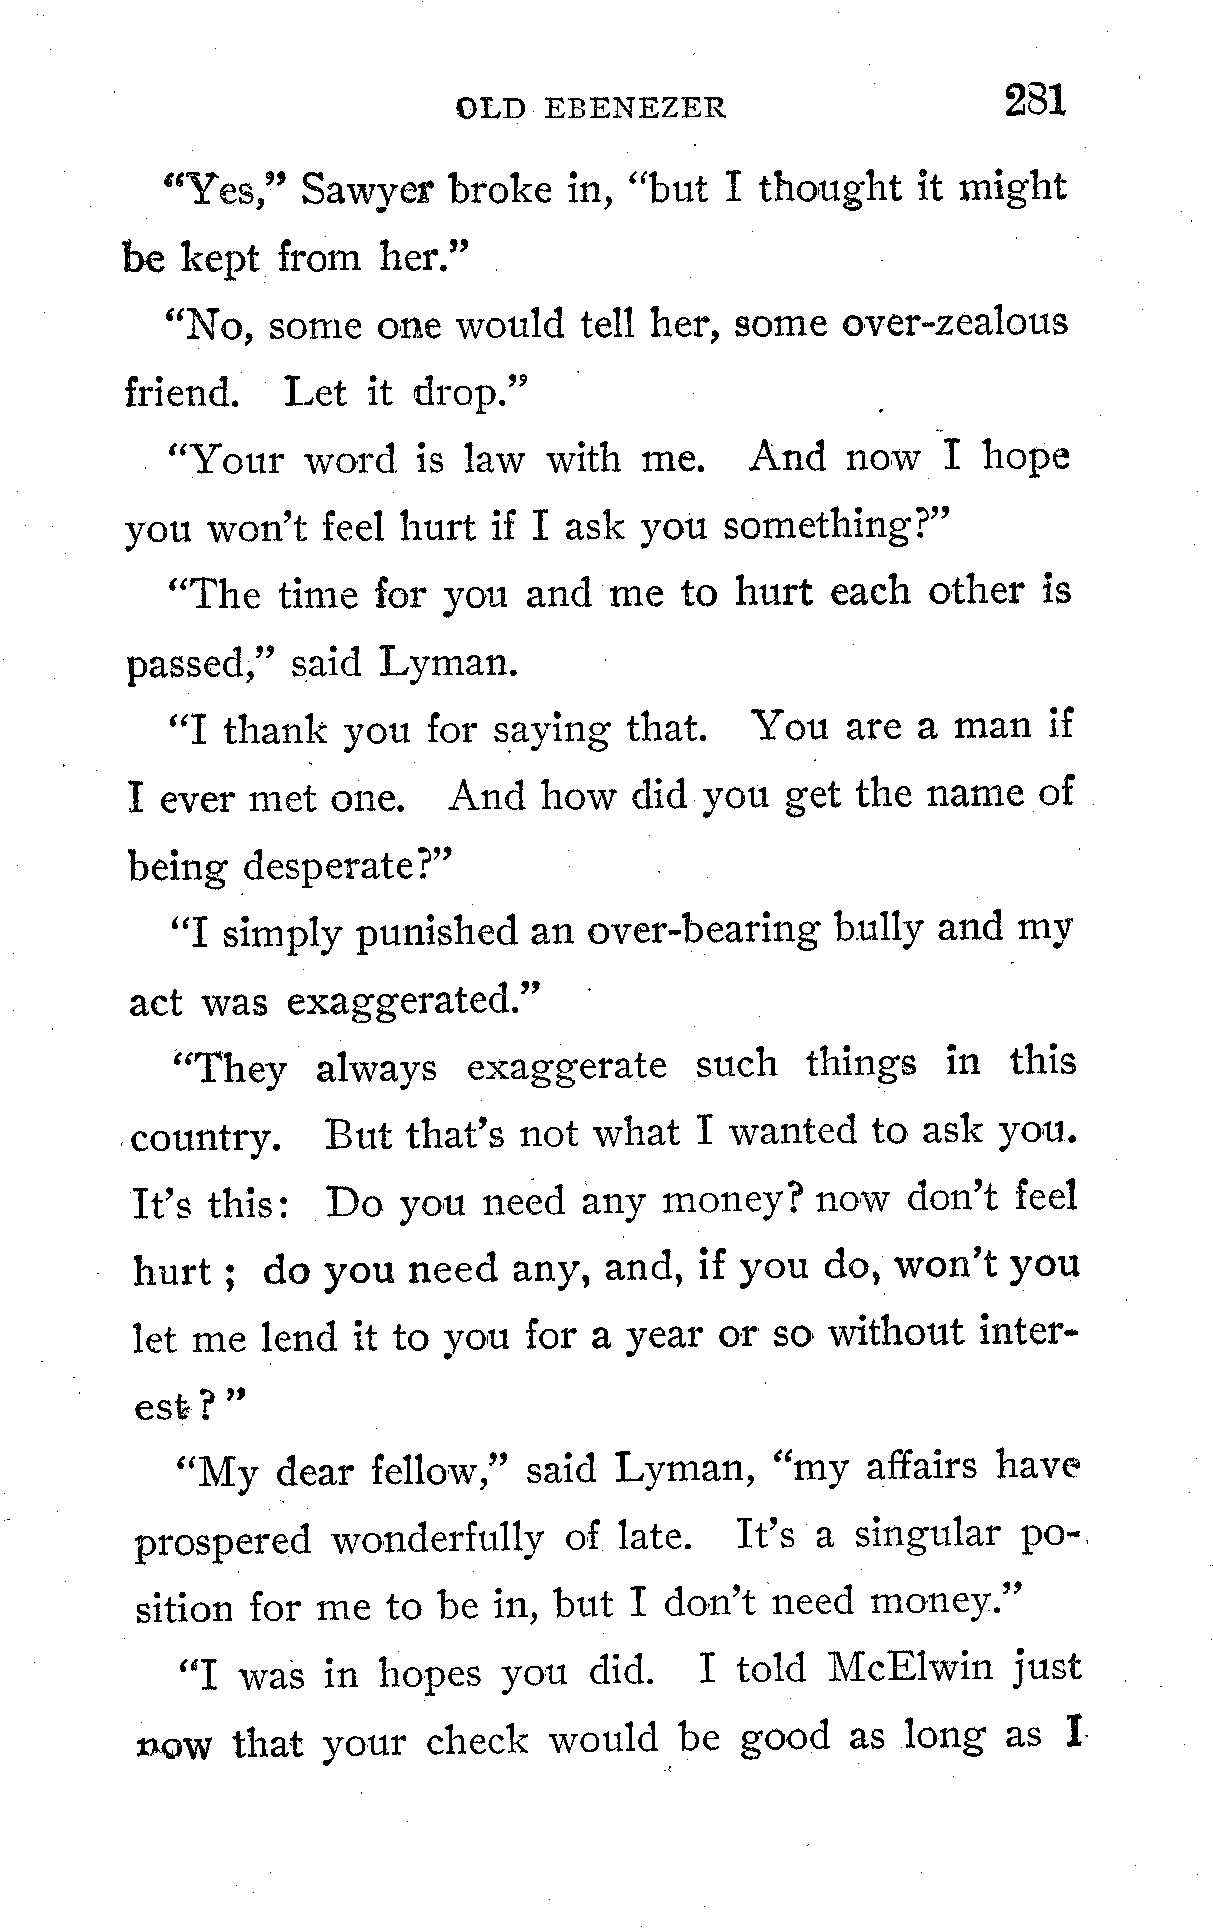 OLD EBENEZER 281
“Yes,” Sawyer broke in, “but I thought it might
be kept from her.”
“No, some one would tell her, some over-zealous
friend. Let it drop.”
“Your word is law with me. And now I hope
you won’t feel hurt if I ask you something?”
“The time for you and me to hurt each other is
passed,” said Lyman.
“I thank you for saying that. You are a man if
I ever met one. And how did you get the name of
being desperate?”
“I simply punished an over-bearing bully and my
act was exaggerated.”
“They always exaggerate such things in this
country. But that’s not what I wanted to ask you.
It’s this: Do you need any money? now don’t feel
hurt; do you need any, and, if you do, won’t you
let me lend it to you for a year or so without inter-
est?”
“My dear fellow,” said Lyman, “my affairs have
prospered wonderfully of late. It’s a singular po-
sition for me to be in, but I don’t need money.”
“I was in hopes you did. I told McElwin just
now that your check would be good as long as I